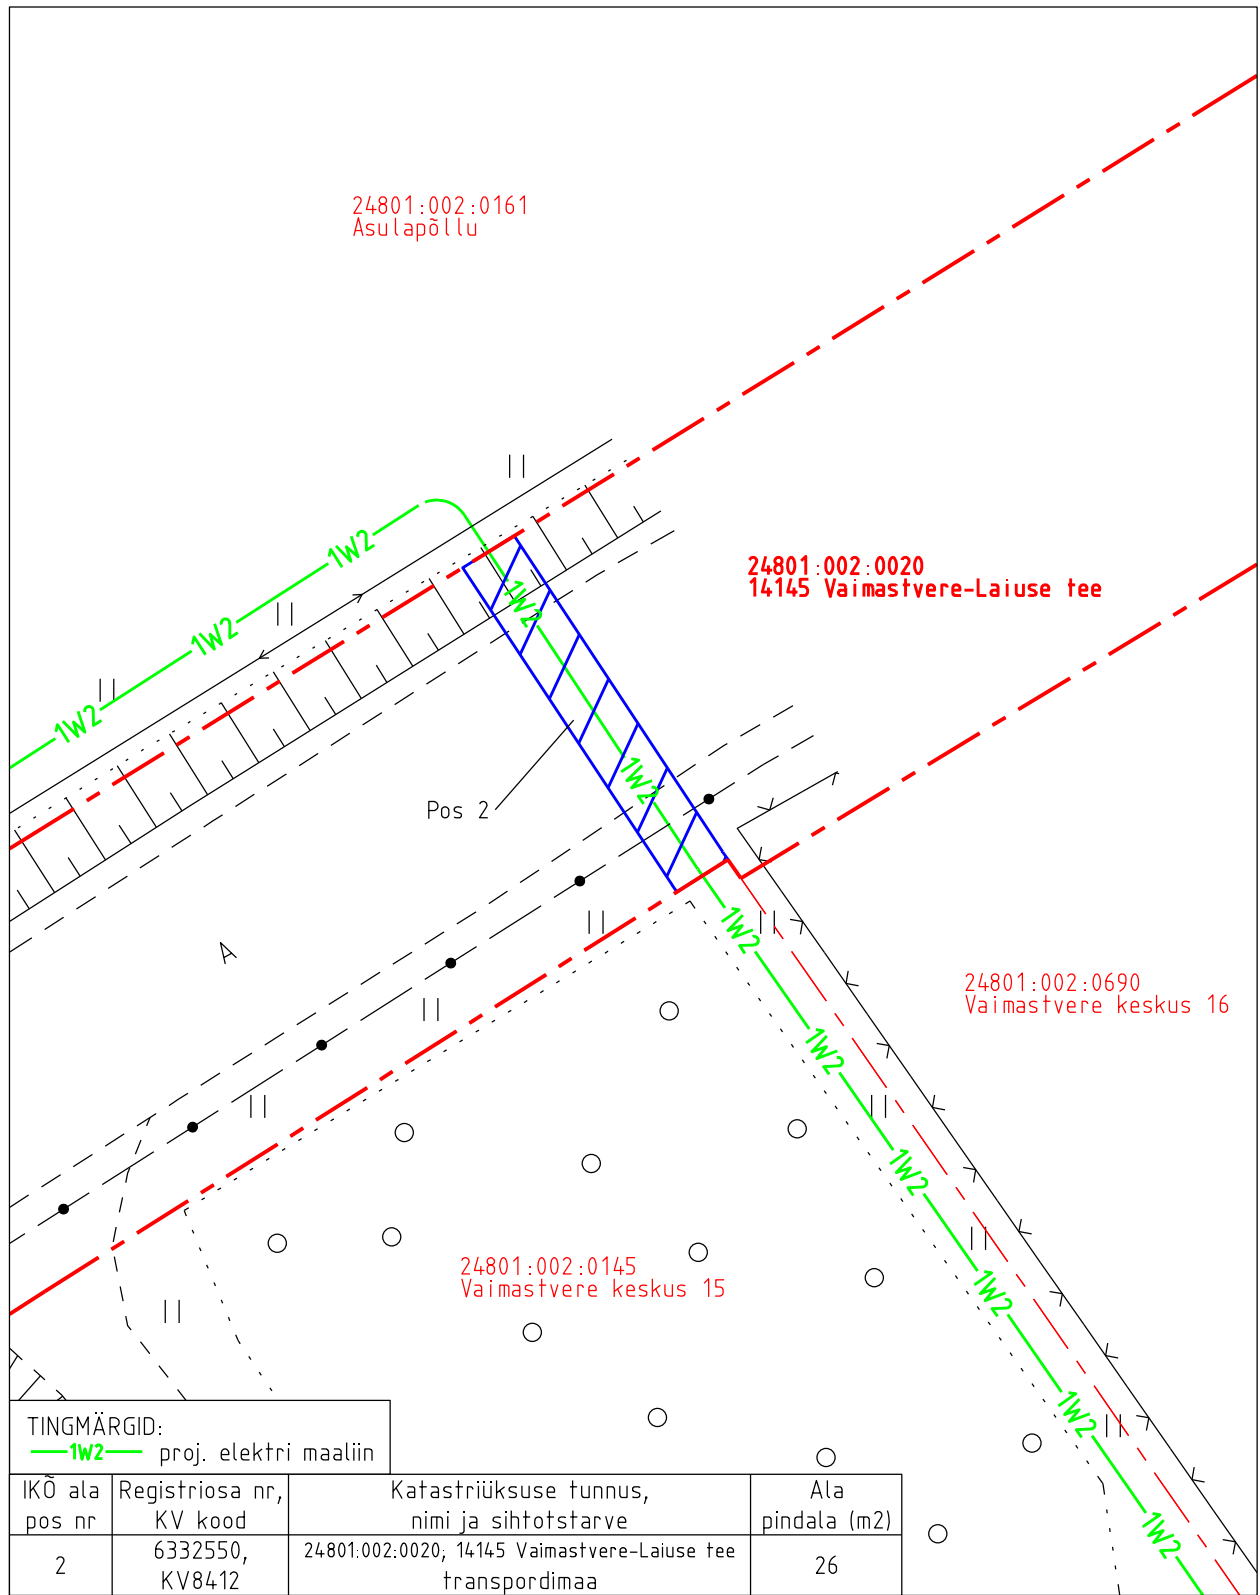 24801:002:0161
Asulapõllu
1W2
1W2
1W2
1W2
24801:002:0020
14145 Vaimastvere-Laiuse tee
1W2
Pos 2
A
1W2
24801:002:0690
Vaimastvere keskus 16
1W2
1W2
24801:002:0145
Vaimastvere keskus 15
1W2
1W2
1W2
TINGMÄRGID:
1W2 proj. elektri maaliin
IKÕ ala pos nr
Registriosa nr, KV kood
Katastriüksuse tunnus, nimi ja sihtotstarve
Ala pindala (m2)
2
6332550, KV8412
24801:002:0020; 14145 Vaimastvere-Laiuse tee transpordimaa
26